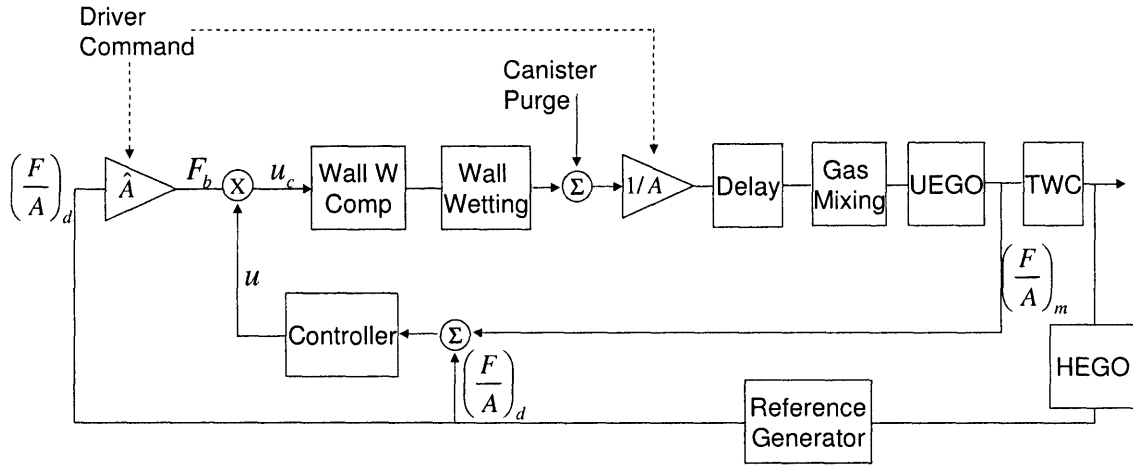 Driver
Command
Canister
Purge
(F/A)_d
Â
F_b
X
u_c
Wall W
Comp
Wall
Wetting
Σ
1/A
Delay
Gas
Mixing
UEGO
TWC
u
(F/A)_m
Controller
Σ
(F/A)_d
HEGO
Reference
Generator